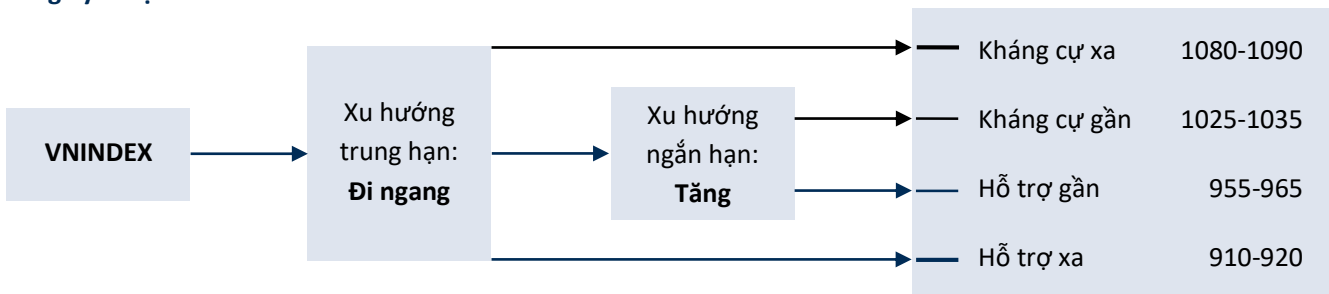 VNINDEX
Xu hướng
trung hạn:
Đi ngang
Xu hướng
ngắn hạn:
Tăng
Kháng cự xa 1080-1090
Kháng cự gần 1025-1035
Hỗ trợ gần 955-965
Hỗ trợ xa 910-920